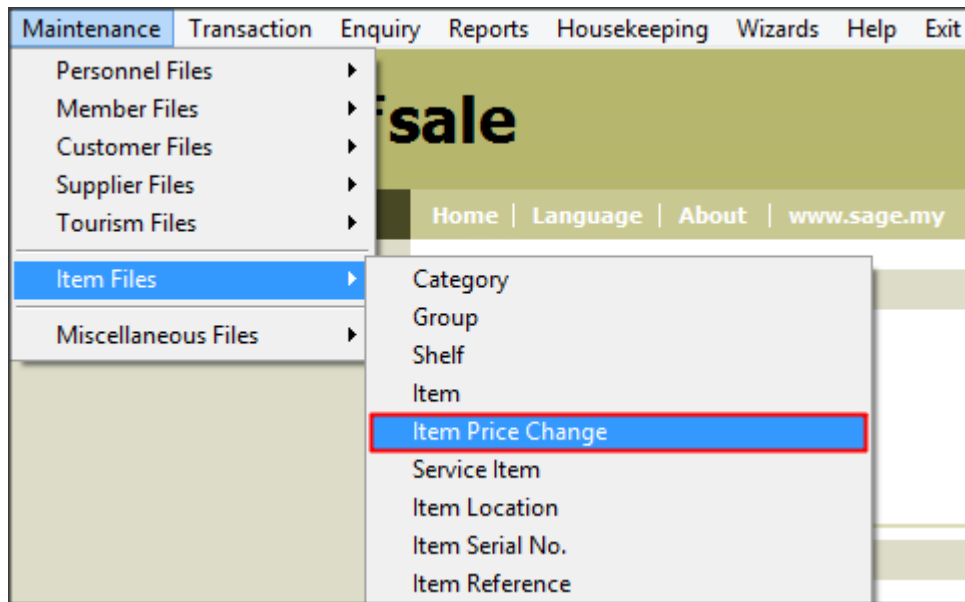 Maintenance Transaction Enquiry Reports Housekeeping Wizards Help Exit
Personnel Files
Member Files
Customer Files
Supplier Files
Tourism Files
Item Files
Miscellaneous Files
fsale
Home | Language | About | www.sage.my
Category
Group
Shelf
Item
Item Price Change
Service Item
Item Location
Item Serial No.
Item Reference